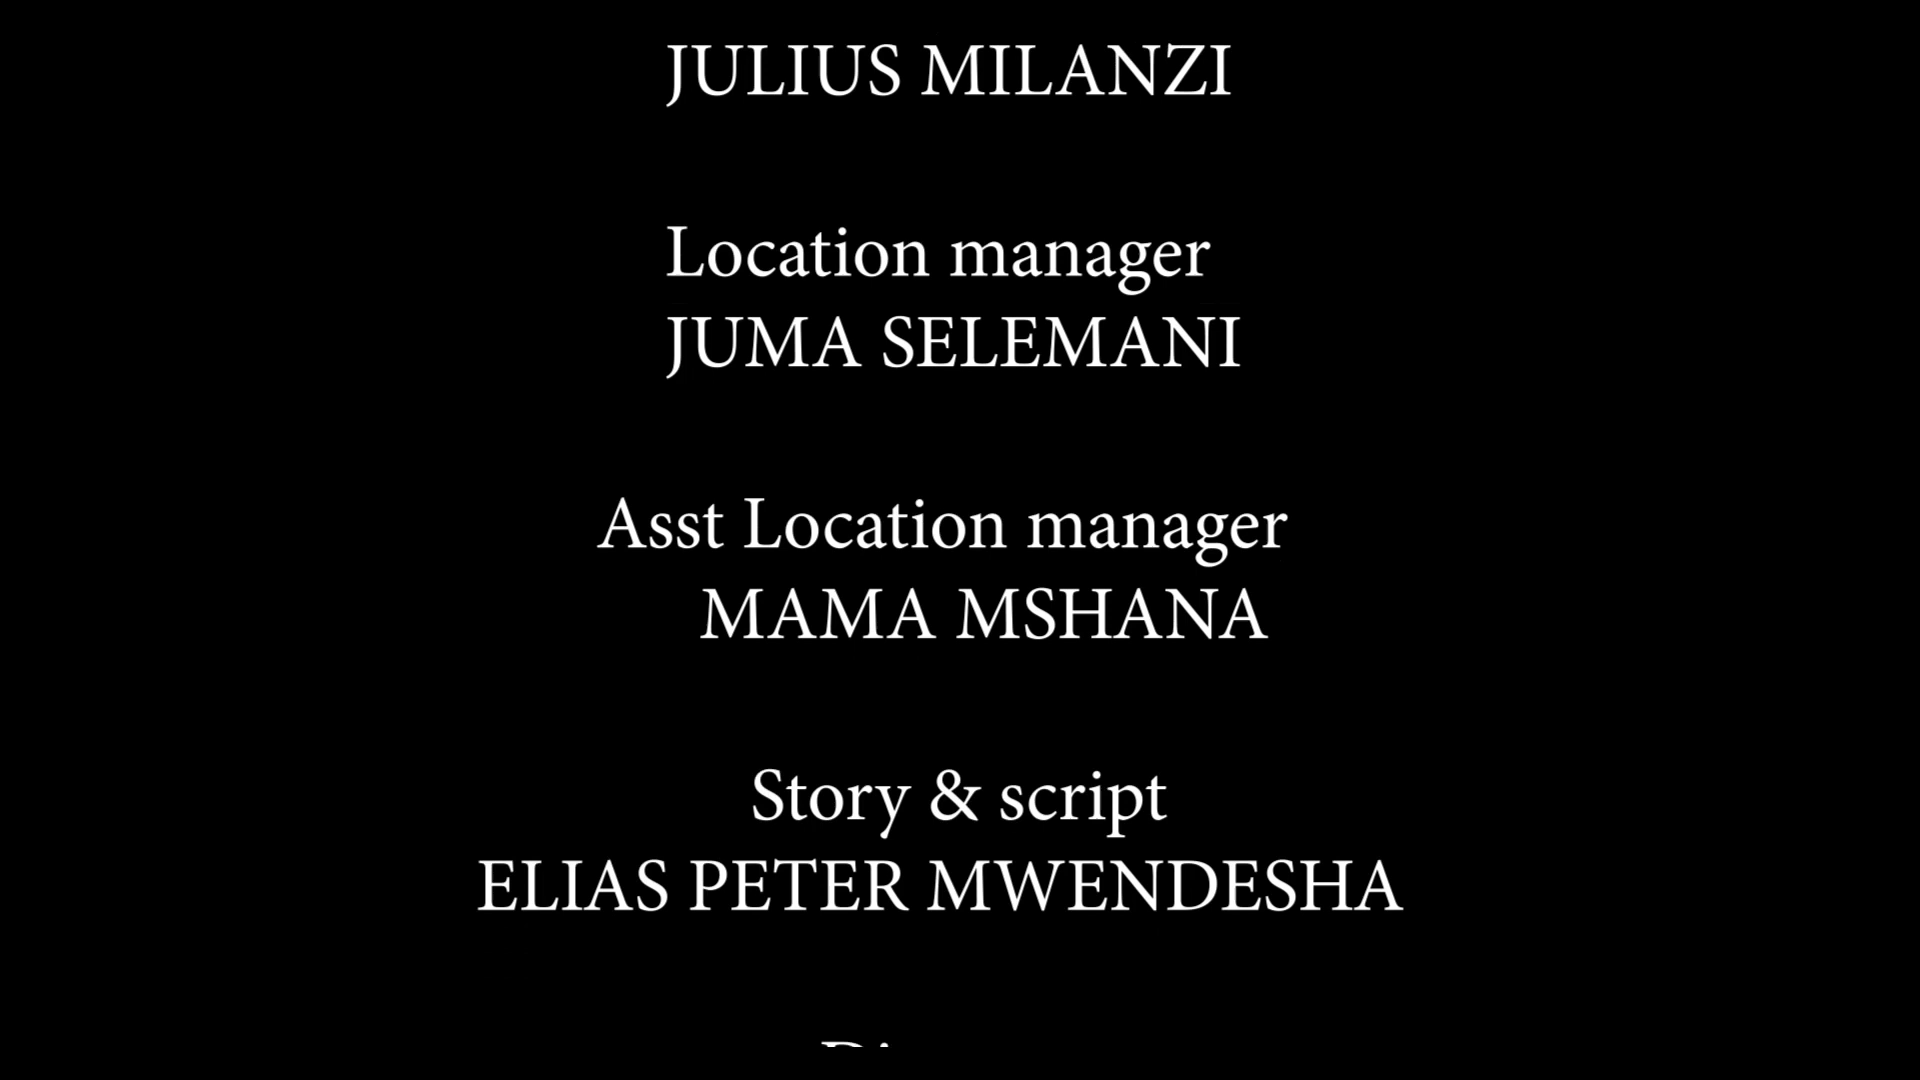 JULIUS MILANZI
Location manager
JUMA SELEMANI
Asst Location manager
MAMA MSHANA
Story & script
ELIAS PETER MWENDESHA